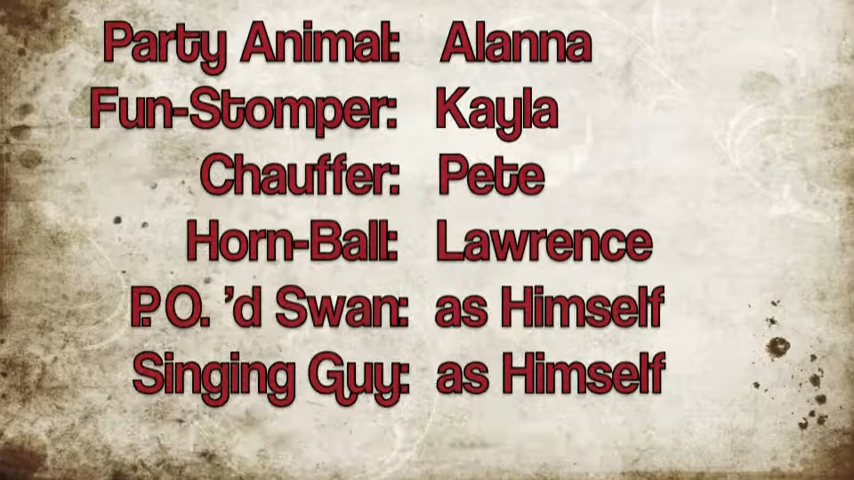 Party Animal: Alanna
Fun-Stomper: Kayla
Chauffer: Pete
Horn-Ball: Lawrence
P.O. 'd Swan: as Himself
Singing Guy: as Himself